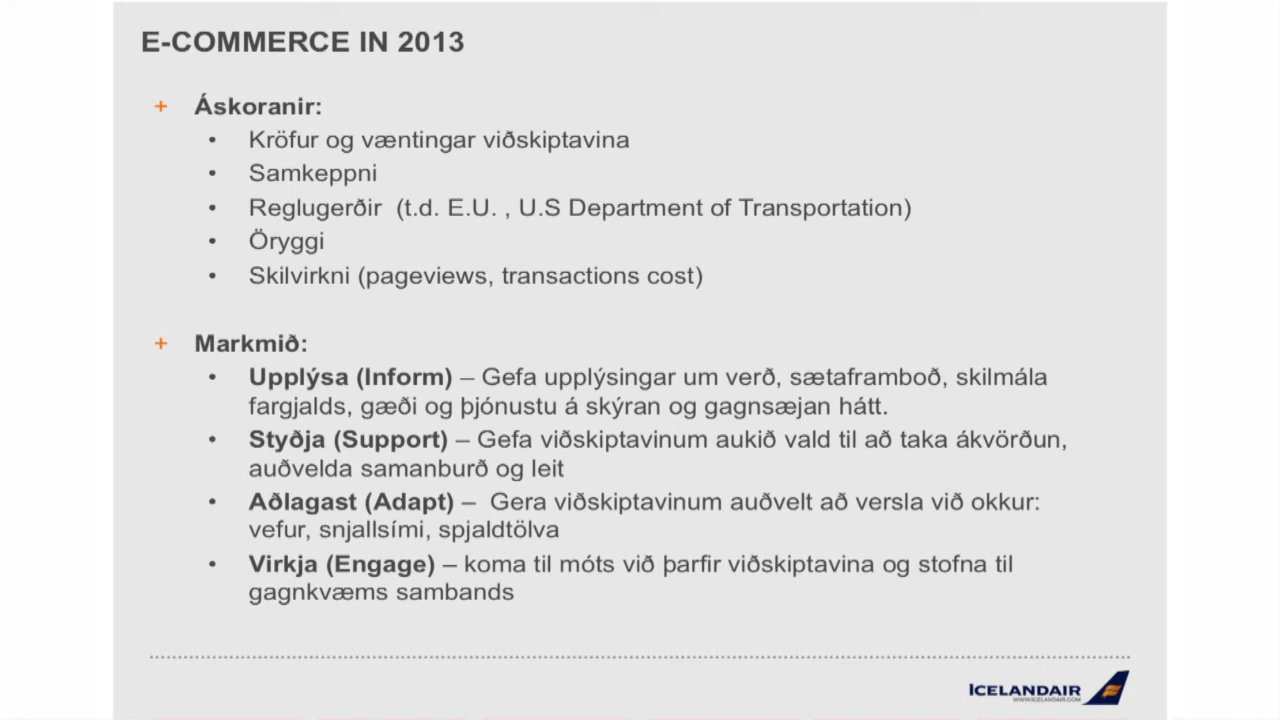 E-COMMERCE IN 2013
+ Áskoranir:
• Kröfur og væntingar viðskiptavina
• Samkeppni
• Reglugerðir (t.d. E.U. , U.S Department of Transportation)
• Öryggi
• Skilvirkni (pageviews, transactions cost)
+ Markmið:
• Upplýsa (Inform) – Gefa upplýsingar um verð, sætaframboð, skilmála
fargjalds, gæði og þjónustu á skýran og gagnsæjan hátt.
• Styðja (Support) – Gefa viðskiptavinum aukið vald til að taka ákvörðun,
auðvelda samanburð og leit
• Aðlagast (Adapt) – Gera viðskiptavinum auðvelt að versla við okkur:
vefur, snjallsími, spjaldtölva
• Virkja (Engage) – koma til móts við þarfir viðskiptavina og stofna til
gagnkvæms sambands
ICELANDAIR
WWW.ICELANDAIR.COM